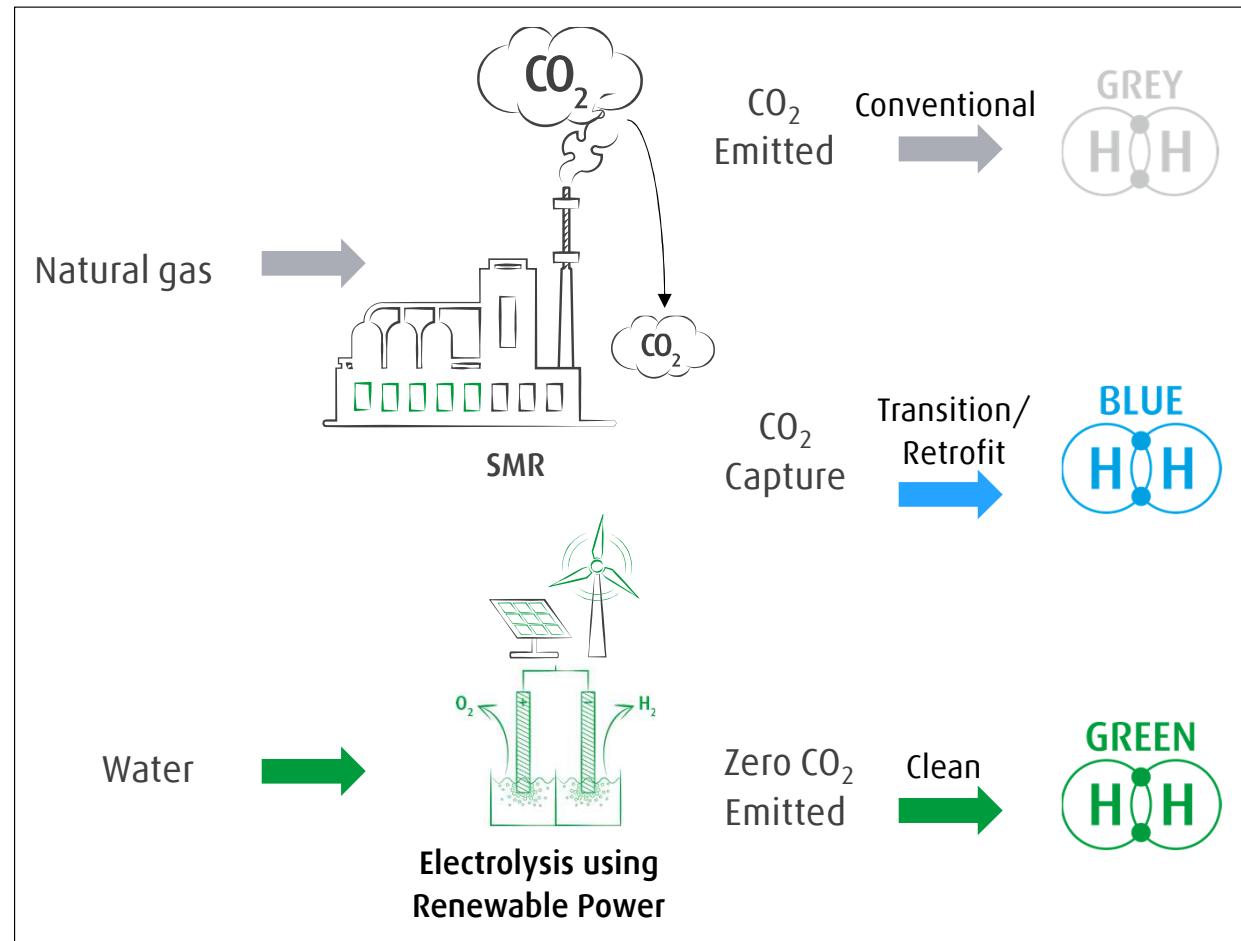 CO₂
CO₂
Emitted
Conventional
GREY
H H
Natural gas
CO₂
SMR
CO₂
Capture
Transition/
Retrofit
BLUE
H H
O₂
+
−
H₂
Water
Electrolysis using
Renewable Power
Zero CO₂
Emitted
Clean
GREEN
H H